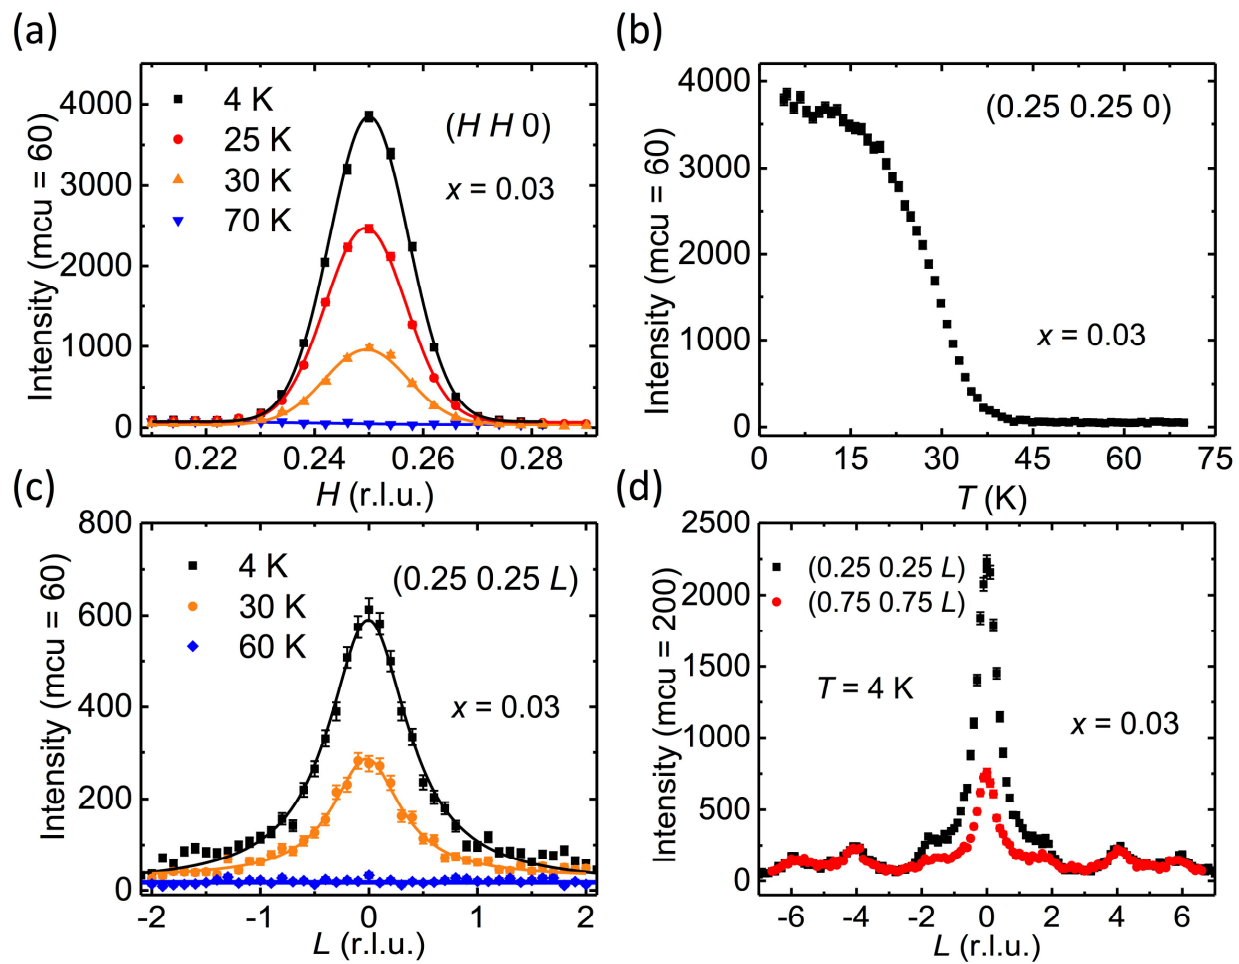 (a)
4000
3000
2000
1000
0
Intensity (mcu = 60)
4 K
25 K
30 K
70 K
(H H 0)
x = 0.03
0.22 0.24 0.26 0.28
H (r.l.u.)
(b)
4000
3000
2000
1000
0
Intensity (mcu = 60)
(0.25 0.25 0)
x = 0.03
0 15 30 45 60 75
T (K)
(c)
800
600
400
200
0
Intensity (mcu = 60)
4 K
30 K
60 K
(0.25 0.25 L)
x = 0.03
-2 -1 0 1 2
L (r.l.u.)
(d)
2500
2000
1500
1000
500
0
Intensity (mcu = 200)
(0.25 0.25 L)
(0.75 0.75 L)
T = 4 K
x = 0.03
-6 -4 -2 0 2 4 6
L (r.l.u.)